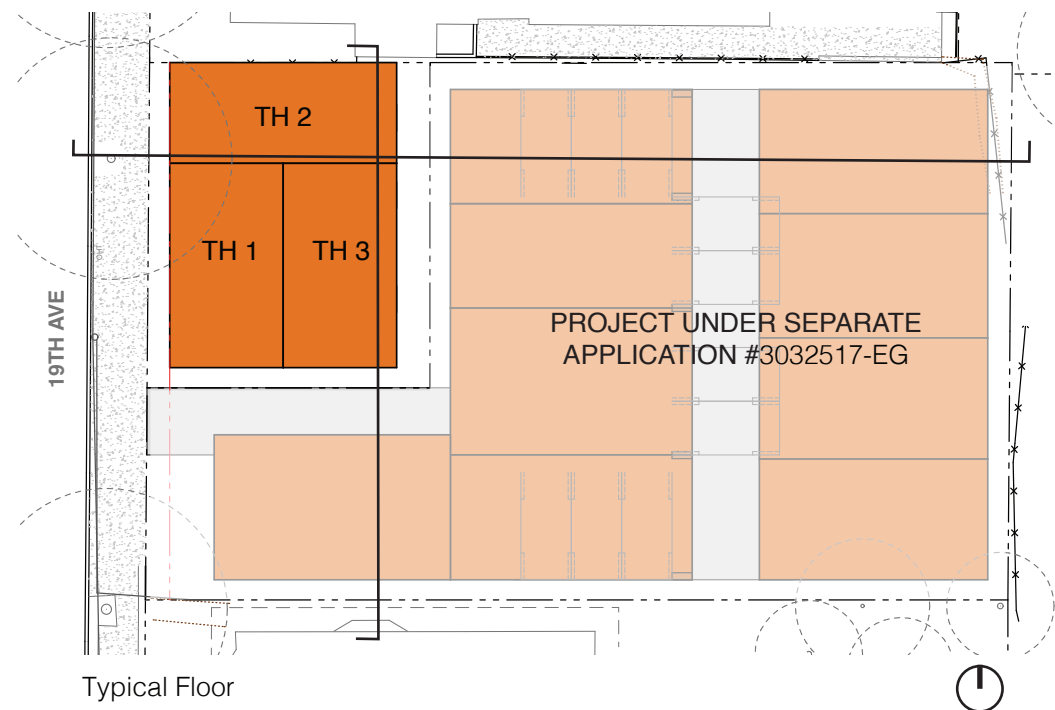 TH 2
TH 1
TH 3
19TH AVE
PROJECT UNDER SEPARATE
APPLICATION #3032517-EG
Typical Floor